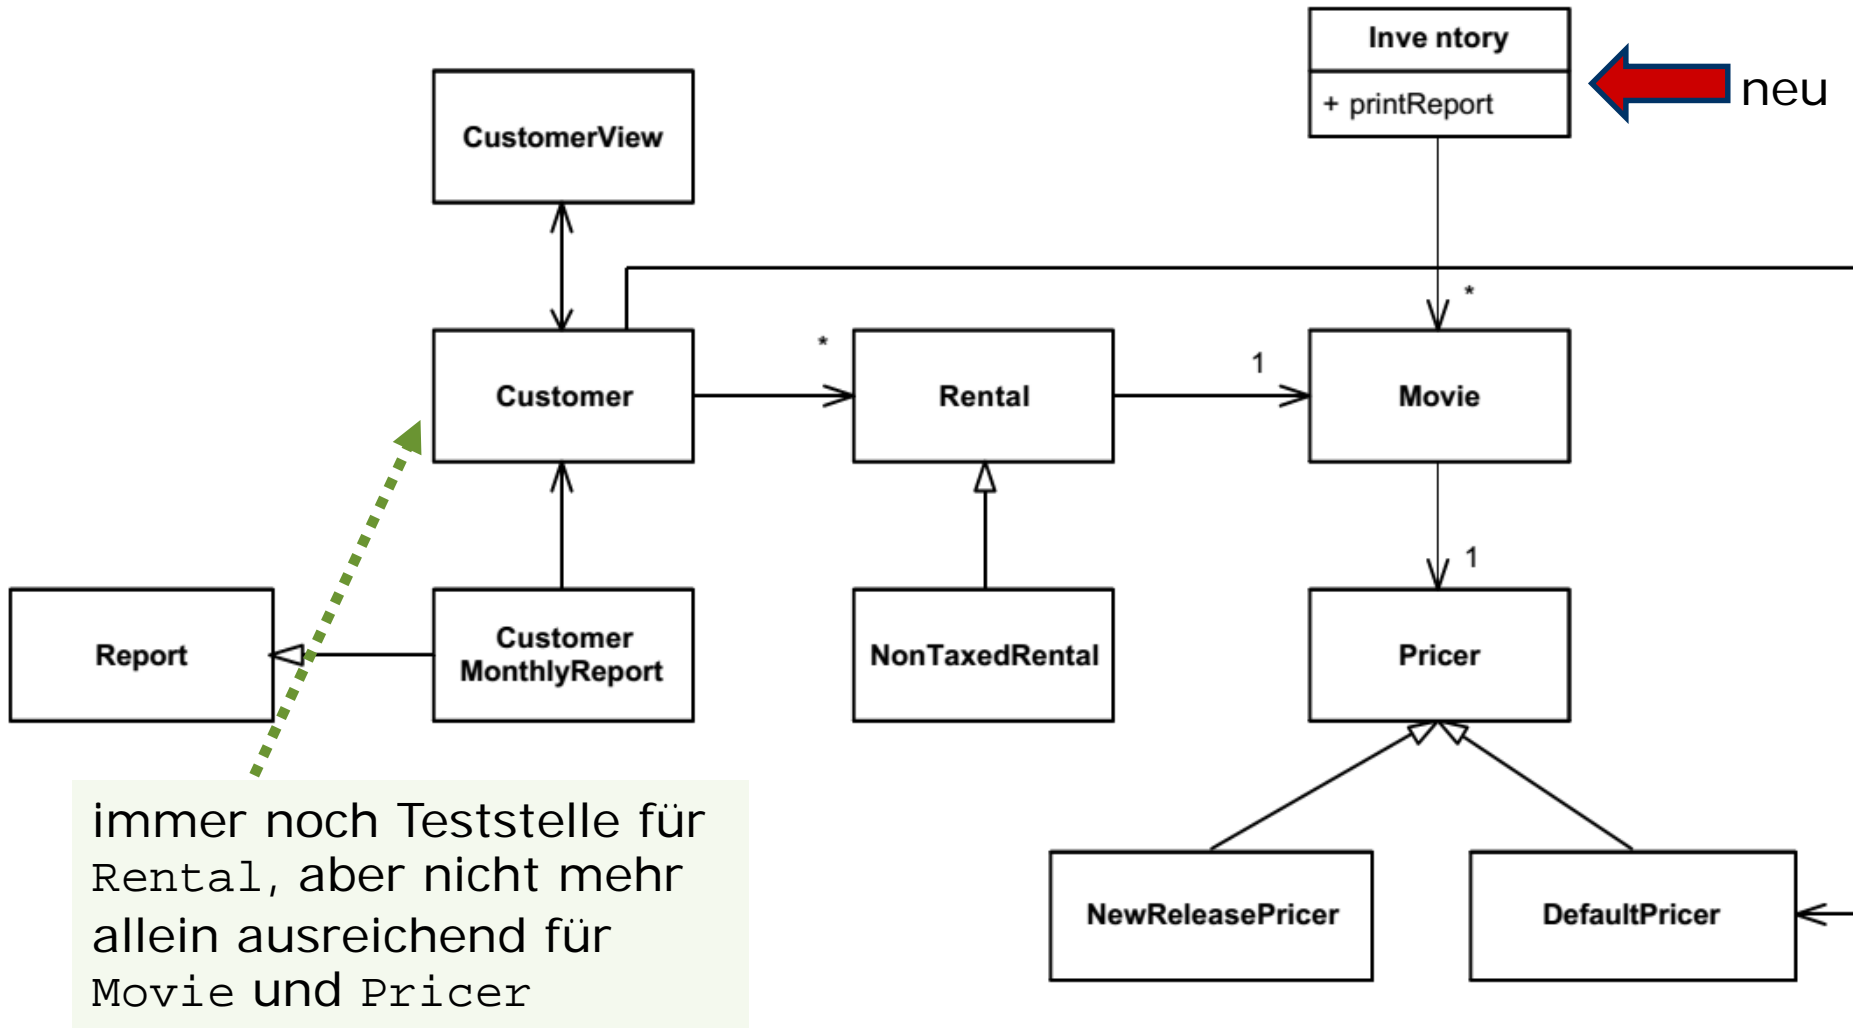 Inve ntory
+ printReport
neu
CustomerView
*
*
1
Customer
Rental
Movie
1
Report
Customer
MonthlyReport
NonTaxedRental
Pricer
immer noch Teststelle für
Rental, aber nicht mehr
allein ausreichend für
Movie und Pricer
NewReleasePricer
DefaultPricer